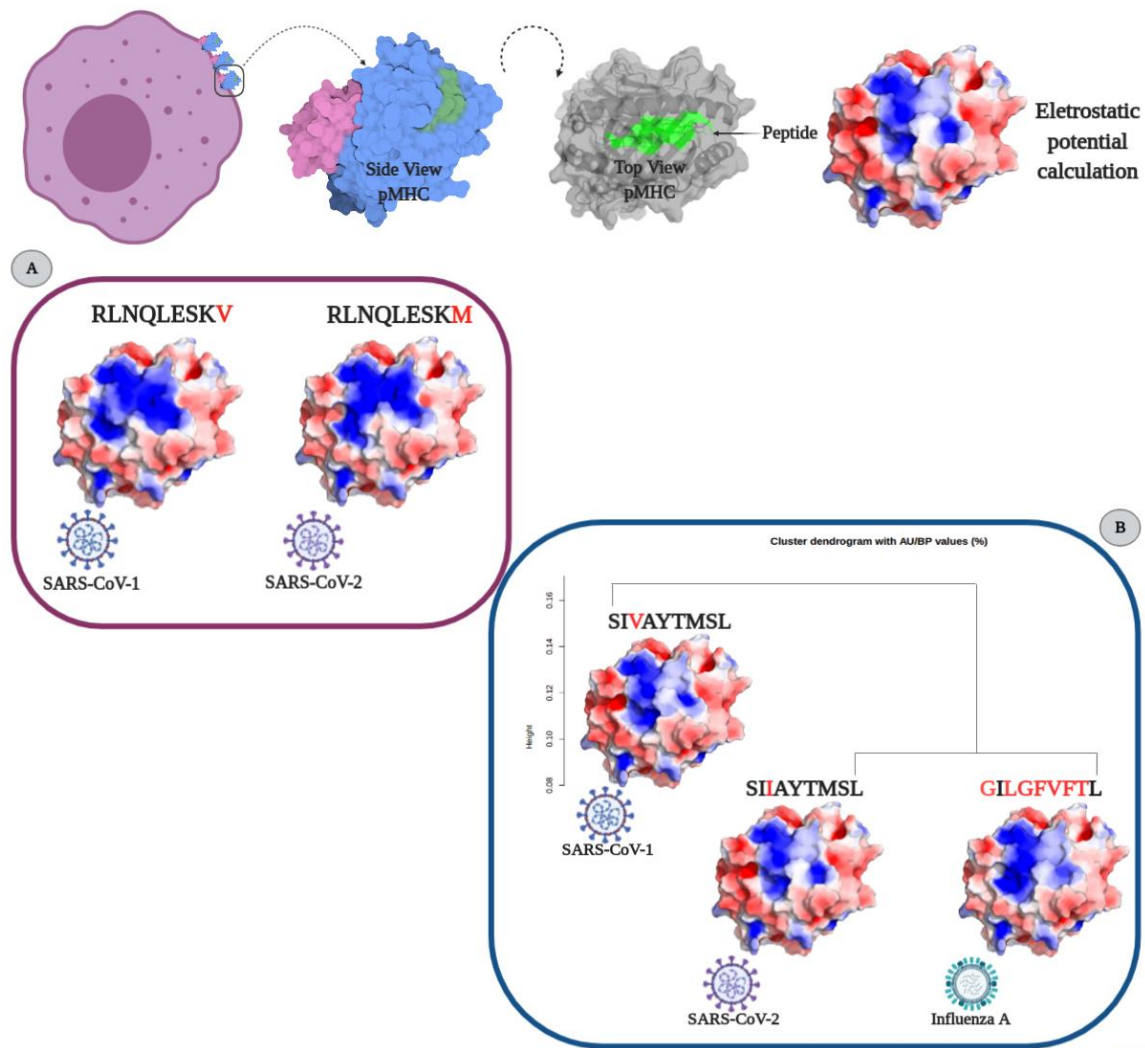 Side View
pMHC
Top View
pMHC
Peptide
Eletrostatic
potential
calculation
A
RLNQLESKV
RLNQLESKM
SARS-CoV-1
SARS-CoV-2
B
Cluster dendrogram with AU/BP values (%)
Height
0.16
0.14
0.12
0.10
0.08
SIVAYTMSL
SARS-CoV-1
SIIAYTMSL
GILGFVFTL
SARS-CoV-2
Influenza A